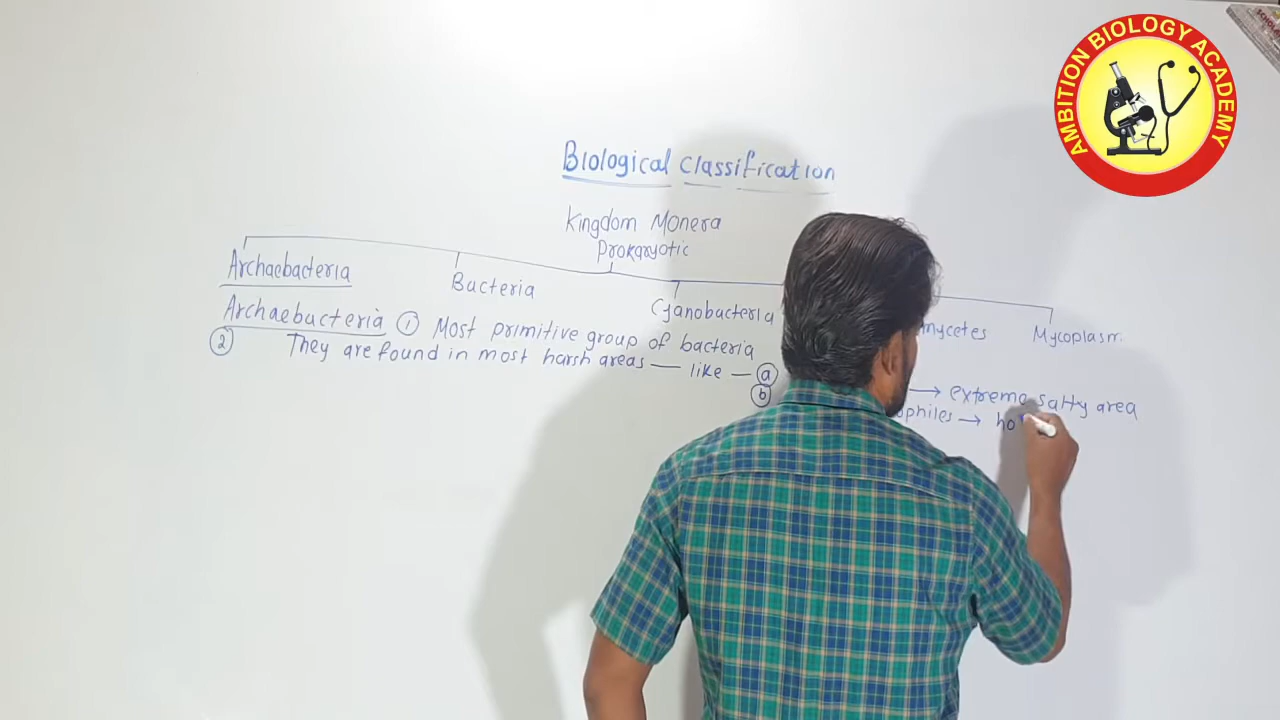 AMBITION BIOLOGY ACADEMY
Biological classification
Kingdom Monera
Prokaryotic
Archaebacteria
Bacteria
Cyanobacteria
mycetes
Mycoplasm.
Archaebacteria ① Most primitive group of bacteria
② They are found in most harsh areas — like — ⓐ → extreme salty area
ⓑ ophiles → ho